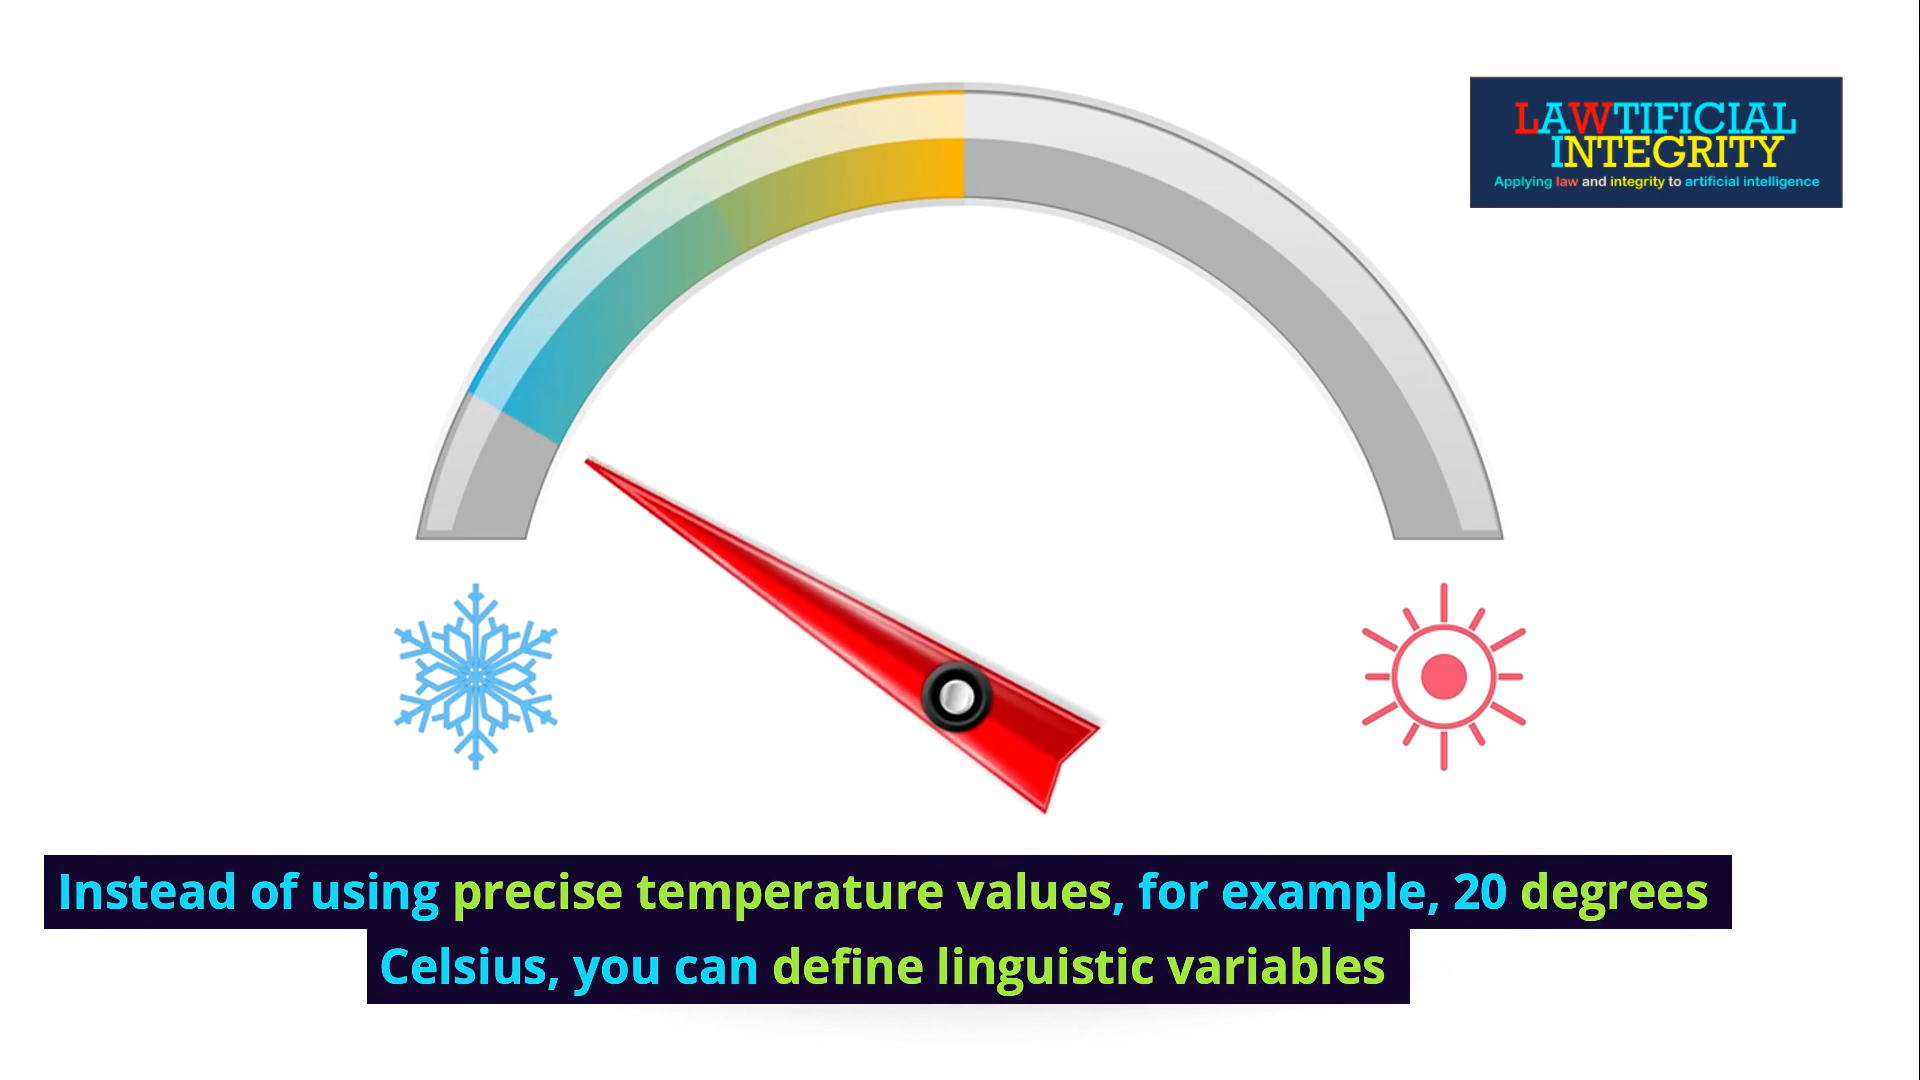 LAWTIFICIAL
INTEGRITY
Applying law and integrity to artificial intelligence
Instead of using precise temperature values, for example, 20 degrees
Celsius, you can define linguistic variables